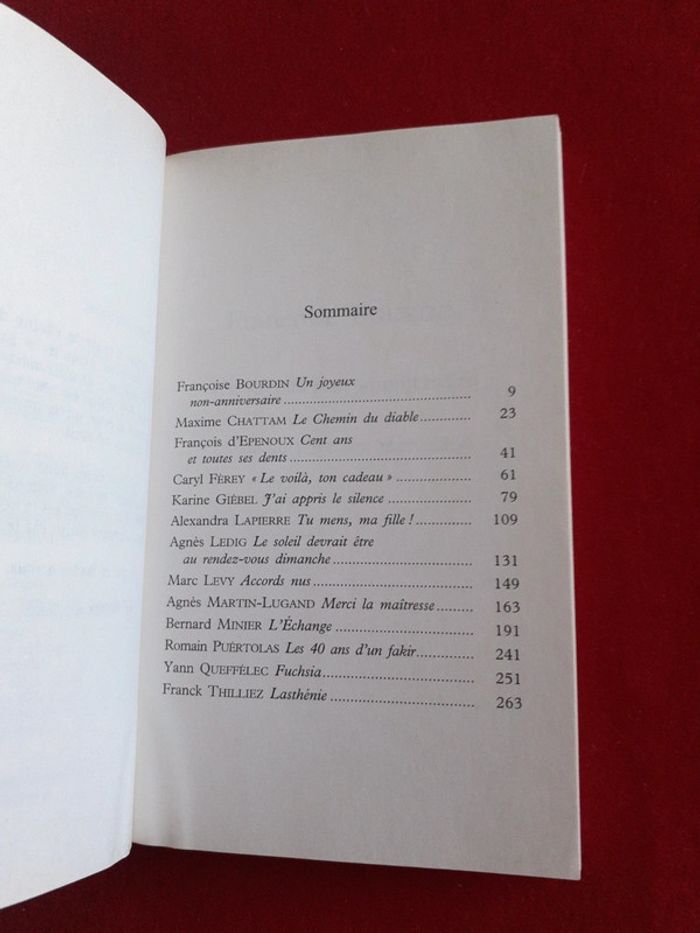 Sommaire
Françoise BOURDIN Un joyeux
non-anniversaire ........................................ 9
Maxime CHATTAM Le Chemin du diable ............ 23
François d'EPENOUX Cent ans
et toutes ses dents ........................................ 41
Caryl FÉREY « Le voilà, ton cadeau » ................. 61
Karine GIÉBEL J'ai appris le silence ................... 79
Alexandra LAPIERRE Tu mens, ma fille ! ............. 109
Agnès LEDIG Le soleil devrait être
au rendez-vous dimanche ............................... 131
Marc LEVY Accords nus ................................... 149
Agnès MARTIN-LUGAND Merci la maîtresse ......... 163
Bernard MINIER L'Échange ............................... 191
Romain PUÉRTOLAS Les 40 ans d'un fakir ............ 241
Yann QUEFFÉLEC Fuchsia ................................. 251
Franck THILLIEZ Lasthénie ............................... 263